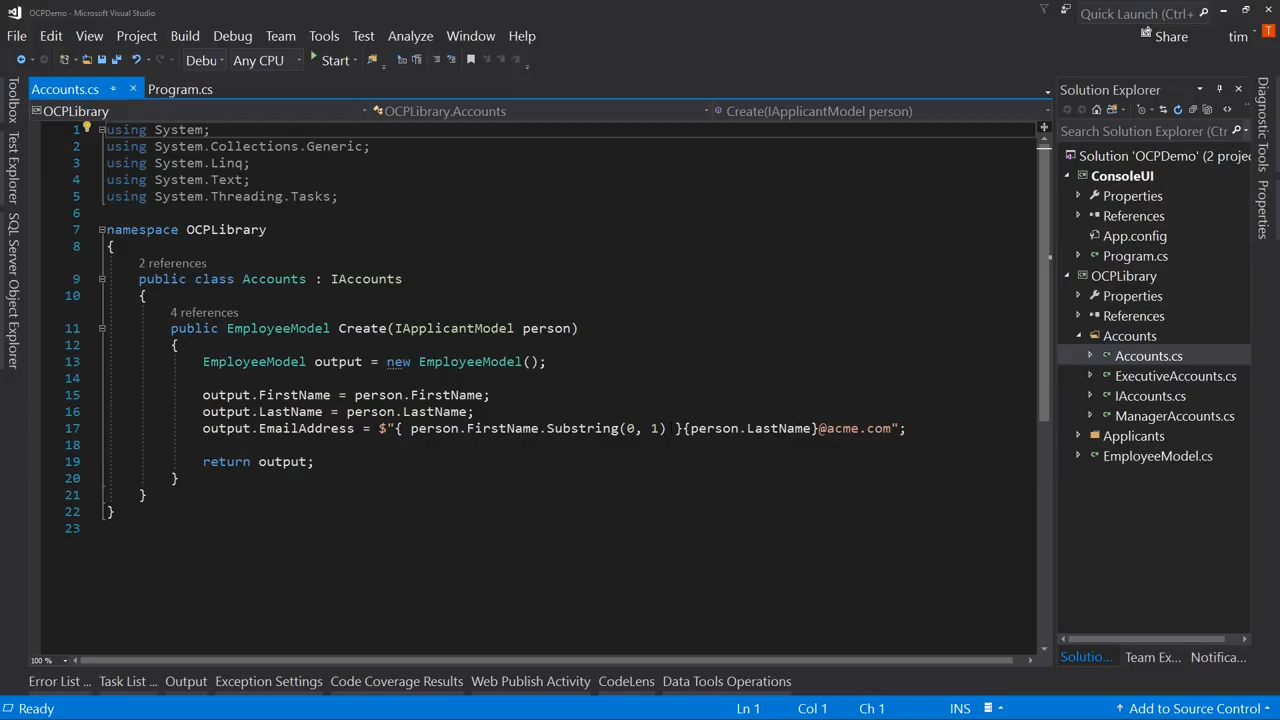 OCPDemo - Microsoft Visual Studio
Quick Launch (Ctrl+
File Edit View Project Build Debug Team Tools Test Analyze Window Help
Share tim T
Debu Any CPU Start
Accounts.cs Program.cs
OCPLibrary OCPLibrary.Accounts Create(IApplicantModel person)
1 using System;
2 using System.Collections.Generic;
3 using System.Linq;
4 using System.Text;
5 using System.Threading.Tasks;
6
7 namespace OCPLibrary
8 {
2 references
9 public class Accounts : IAccounts
10 {
4 references
11 public EmployeeModel Create(IApplicantModel person)
12 {
13 EmployeeModel output = new EmployeeModel();
14
15 output.FirstName = person.FirstName;
16 output.LastName = person.LastName;
17 output.EmailAddress = $"{ person.FirstName.Substring(0, 1) }{person.LastName}@acme.com";
18
19 return output;
20 }
21 }
22 }
23
100 %
Toolbox
Test Explorer
SQL Server Object Explorer
Solution Explorer
Search Solution Explorer (Ctr
Solution 'OCPDemo' (2 projec
ConsoleUI
Properties
References
App.config
Program.cs
OCPLibrary
Properties
References
Accounts
Accounts.cs
ExecutiveAccounts.cs
IAccounts.cs
ManagerAccounts.cs
Applicants
EmployeeModel.cs
Solutio... Team Ex... Notifica...
Diagnostic Tools
Properties
Error List ... Task List ... Output Exception Settings Code Coverage Results Web Publish Activity CodeLens Data Tools Operations
Ready Ln 1 Col 1 Ch 1 INS Add to Source Control